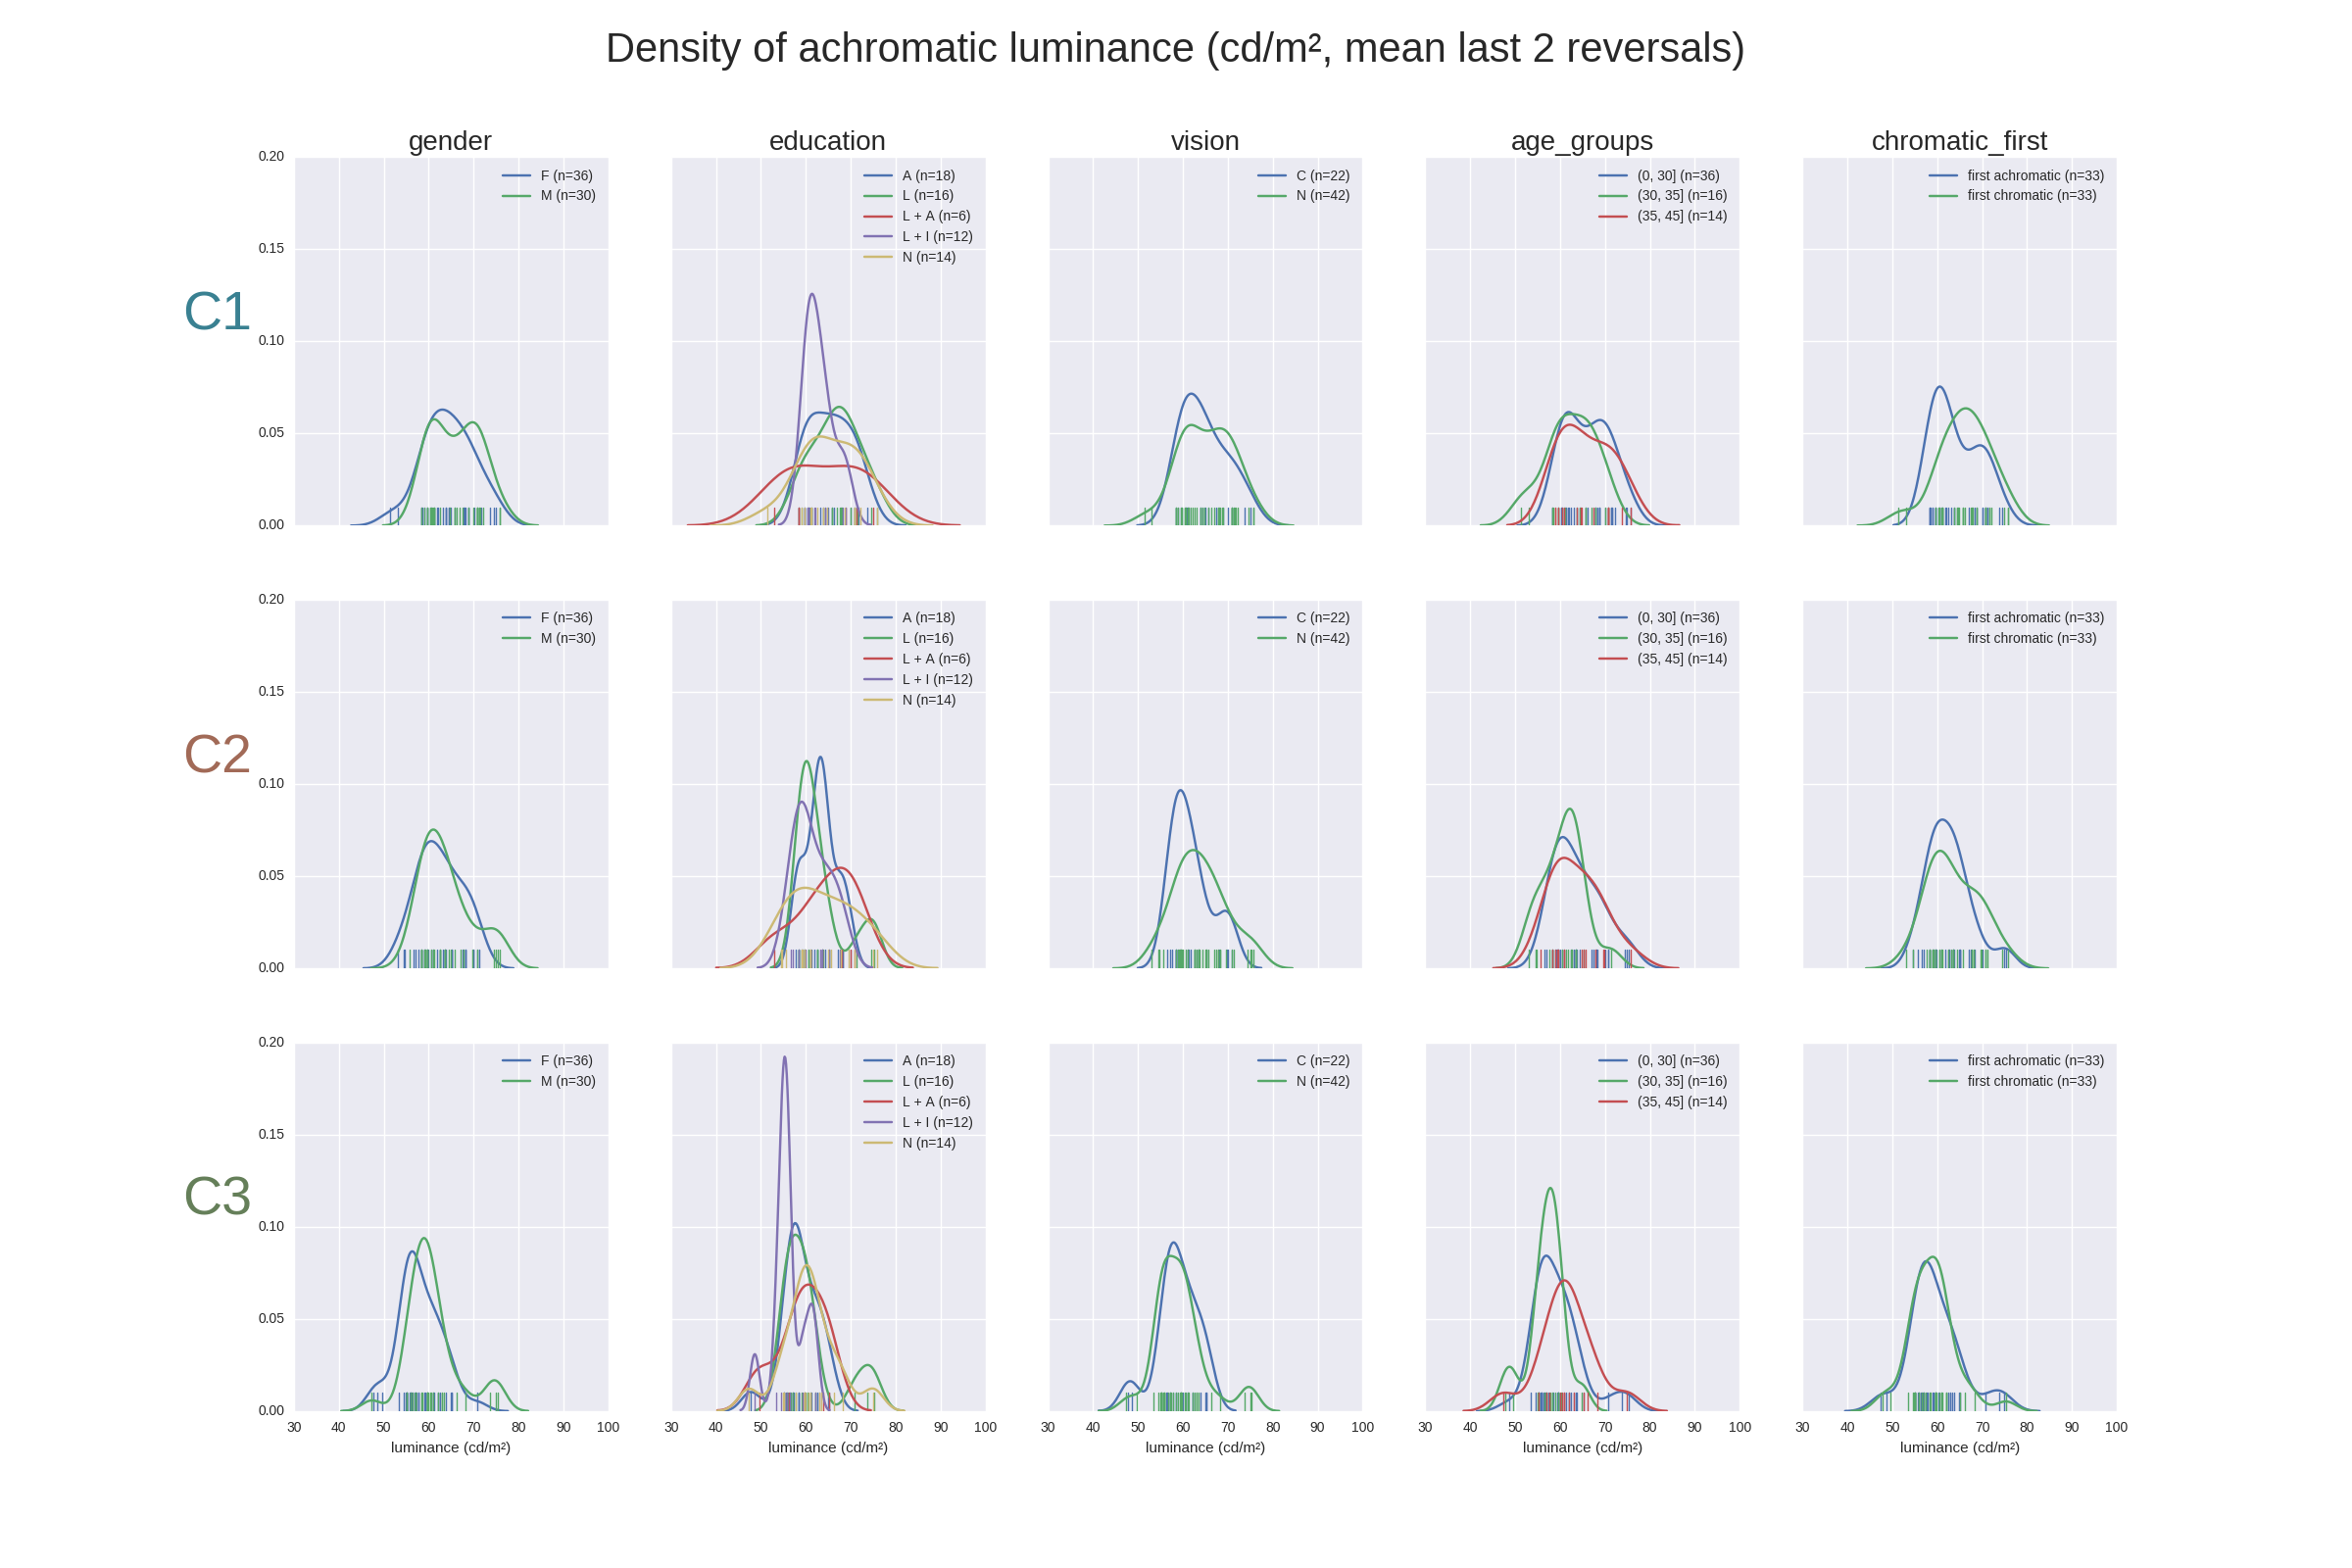 Density of achromatic luminance (cd/m², mean last 2 reversals)
gender education vision age_groups chromatic_first
C1
0.20
0.15
0.10
0.05
0.00
F (n=36)
M (n=30)
A (n=18)
L (n=16)
L + A (n=6)
L + I (n=12)
N (n=14)
C (n=22)
N (n=42)
(0, 30] (n=36)
(30, 35] (n=16)
(35, 45] (n=14)
first achromatic (n=33)
first chromatic (n=33)
C2
0.20
0.15
0.10
0.05
0.00
F (n=36)
M (n=30)
A (n=18)
L (n=16)
L + A (n=6)
L + I (n=12)
N (n=14)
C (n=22)
N (n=42)
(0, 30] (n=36)
(30, 35] (n=16)
(35, 45] (n=14)
first achromatic (n=33)
first chromatic (n=33)
C3
0.20
0.15
0.10
0.05
0.00
F (n=36)
M (n=30)
A (n=18)
L (n=16)
L + A (n=6)
L + I (n=12)
N (n=14)
C (n=22)
N (n=42)
(0, 30] (n=36)
(30, 35] (n=16)
(35, 45] (n=14)
first achromatic (n=33)
first chromatic (n=33)
30 40 50 60 70 80 90 100
luminance (cd/m²)
30 40 50 60 70 80 90 100
luminance (cd/m²)
30 40 50 60 70 80 90 100
luminance (cd/m²)
30 40 50 60 70 80 90 100
luminance (cd/m²)
30 40 50 60 70 80 90 100
luminance (cd/m²)